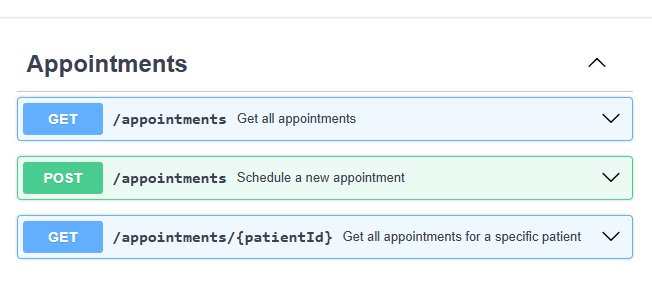 Appointments
GET /appointments Get all appointments
POST /appointments Schedule a new appointment
GET /appointments/{patientId} Get all appointments for a specific patient